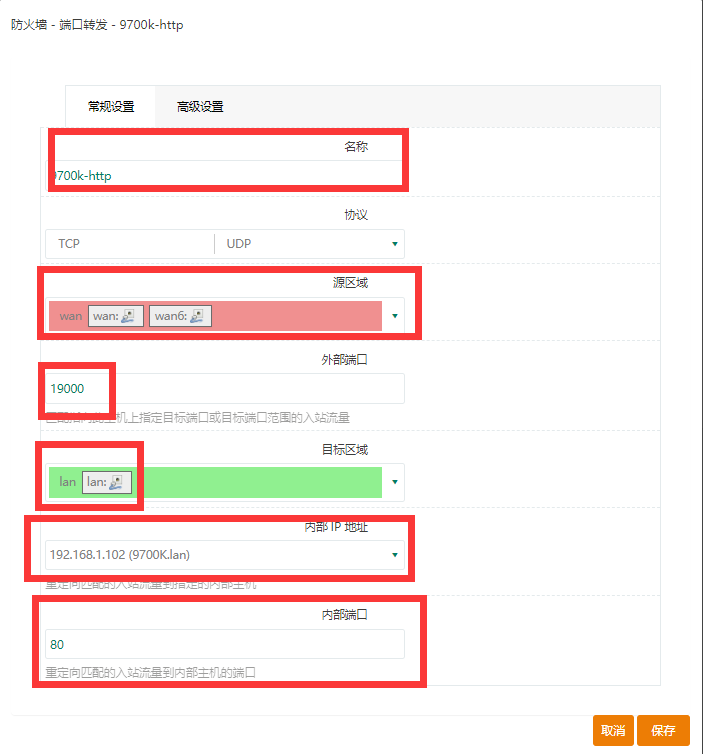 防火墙 - 端口转发 - 9700k-http
常规设置 高级设置
名称
9700k-http
协议
TCP UDP
源区域
wan wan: wan6:
外部端口
19000
匹配指向此主机上指定目标端口或目标端口范围的入站流量
目标区域
lan lan:
内部 IP 地址
192.168.1.102 (9700K.lan)
重定向匹配的入站流量到指定的内部主机
内部端口
80
重定向匹配的入站流量到内部主机的端口
取消 保存